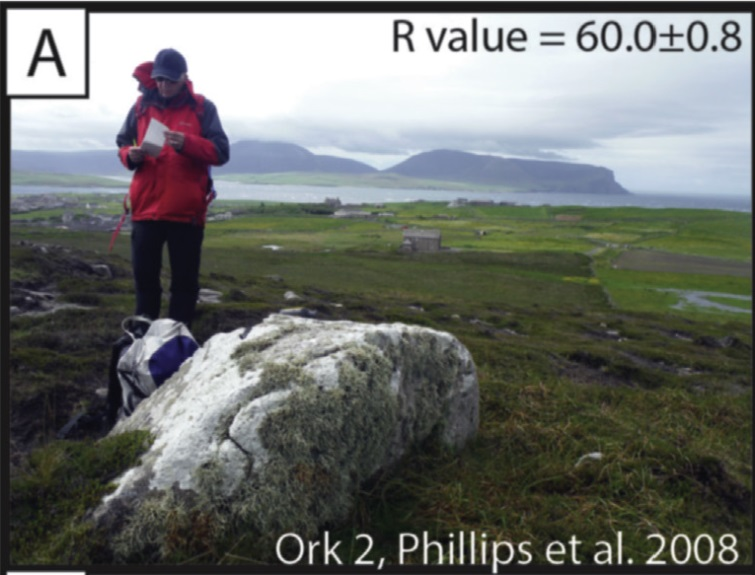 A
R value = 60.0±0.8
Ork 2, Phillips et al. 2008